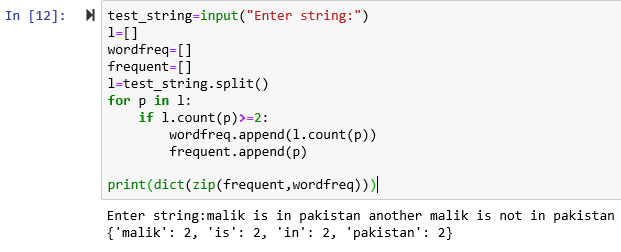 In [12]:
test_string=input("Enter string:")
l=[]
wordfreq=[]
frequent=[]
l=test_string.split()
for p in l:
    if l.count(p)>=2:
        wordfreq.append(l.count(p))
        frequent.append(p)

print(dict(zip(frequent,wordfreq)))
Enter string:malik is in pakistan another malik is not in pakistan
{'malik': 2, 'is': 2, 'in': 2, 'pakistan': 2}